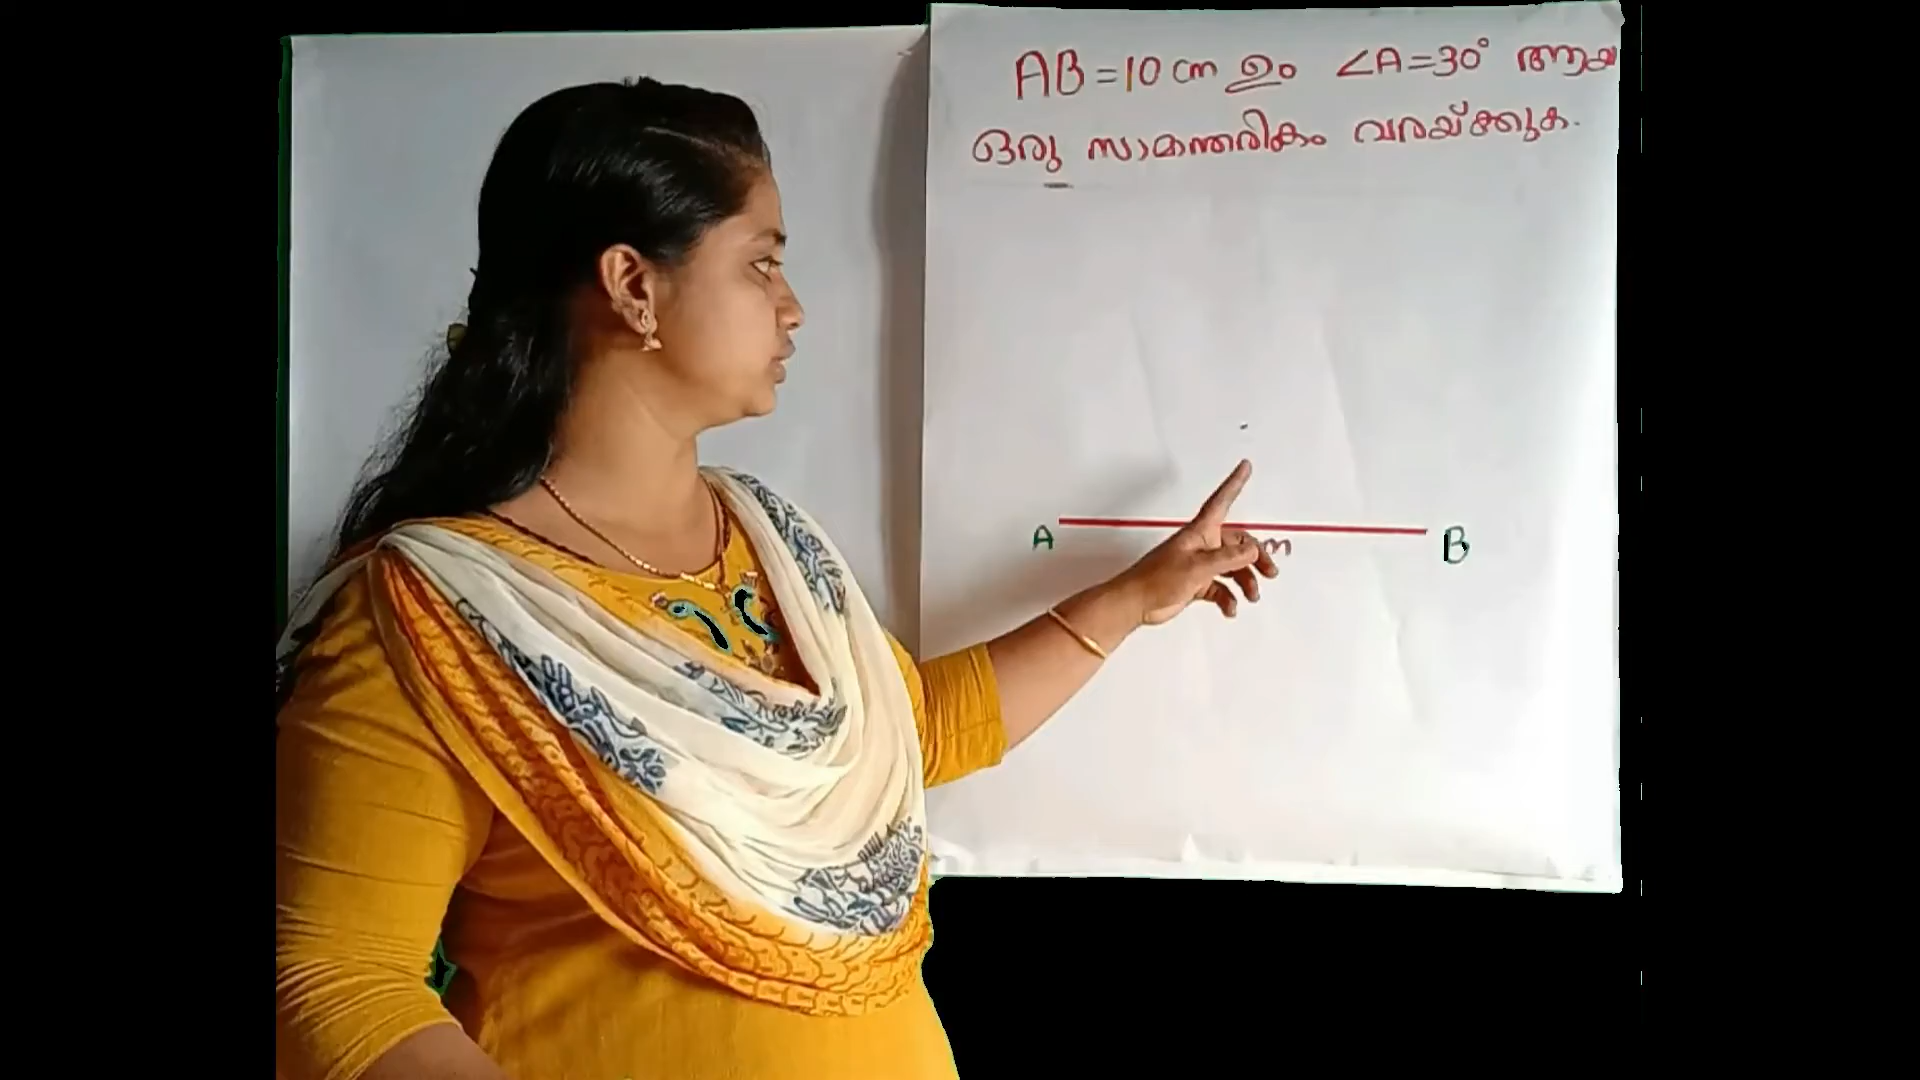 AB = 10 cm ഉം ∠A = 30° ആയ
ഒരു സാമാന്തരികം വരയ്ക്കുക.
A
B